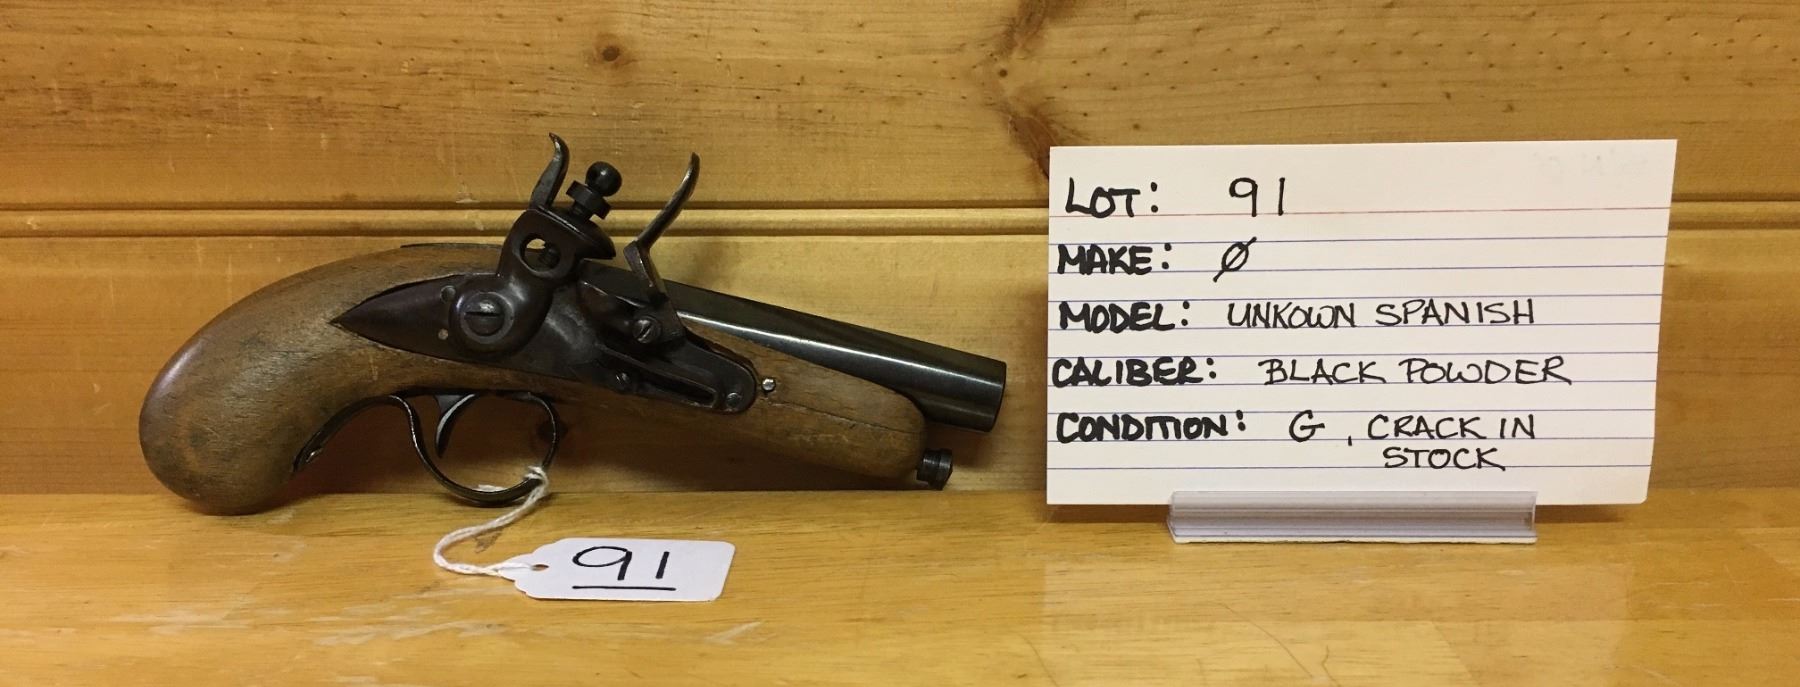 LOT: 91
MAKE: Ø
MODEL: UNKOWN SPANISH
CALIBER: BLACK POWDER
CONDITION: G, CRACK IN
STOCK
91